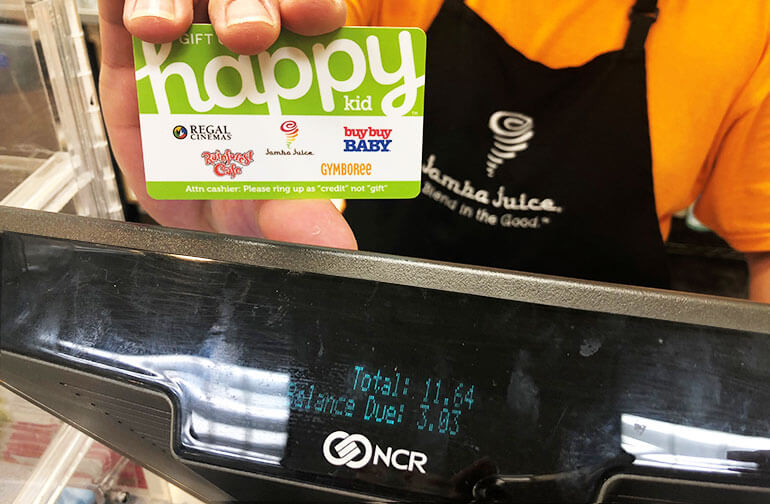 GIFT
happy
kid
REGAL
CINEMAS
Rainforest
Cafe
Jamba Juice
buybuy
BABY
GYMBOREE
Attn cashier: Please ring up as "credit" not "gift"
Jamba Juice
Blend in the Good.™
Total: 11.64
Balance Due: 3.03
NCR